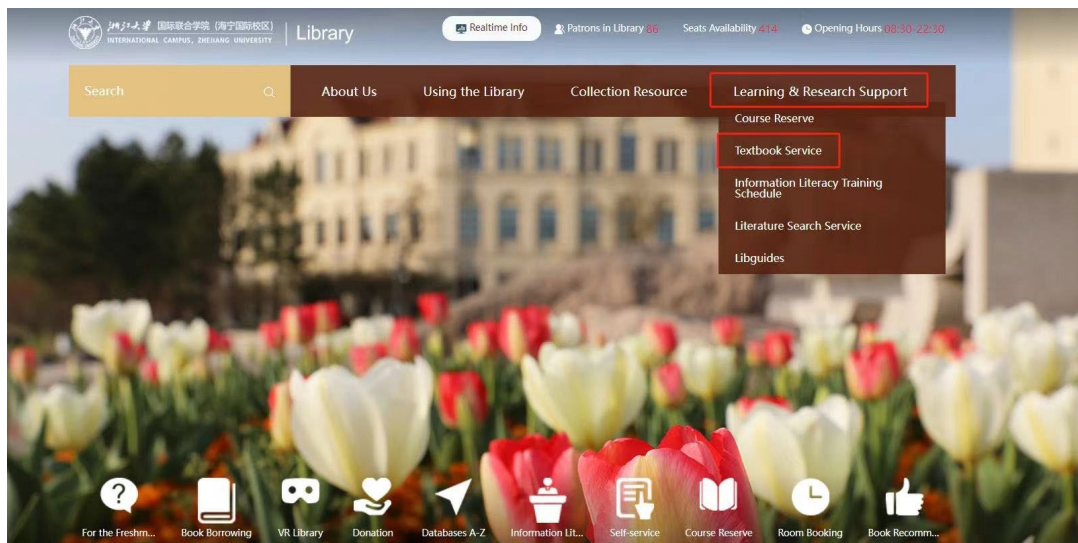 浙江大学 国际联合学院 (海宁国际校区)
INTERNATIONAL CAMPUS, ZHEJIANG UNIVERSITY
Library
Realtime Info
Patrons in Library 86
Seats Availability 414
Opening Hours 08:30-22:30
Search
About Us
Using the Library
Collection Resource
Learning & Research Support
Course Reserve
Textbook Service
Information Literacy Training
Schedule
Literature Search Service
Libguides
For the Freshm...
Book Borrowing
VR Library
Donation
Databases A-Z
Information Lit...
Self-service
Course Reserve
Room Booking
Book Recomm...